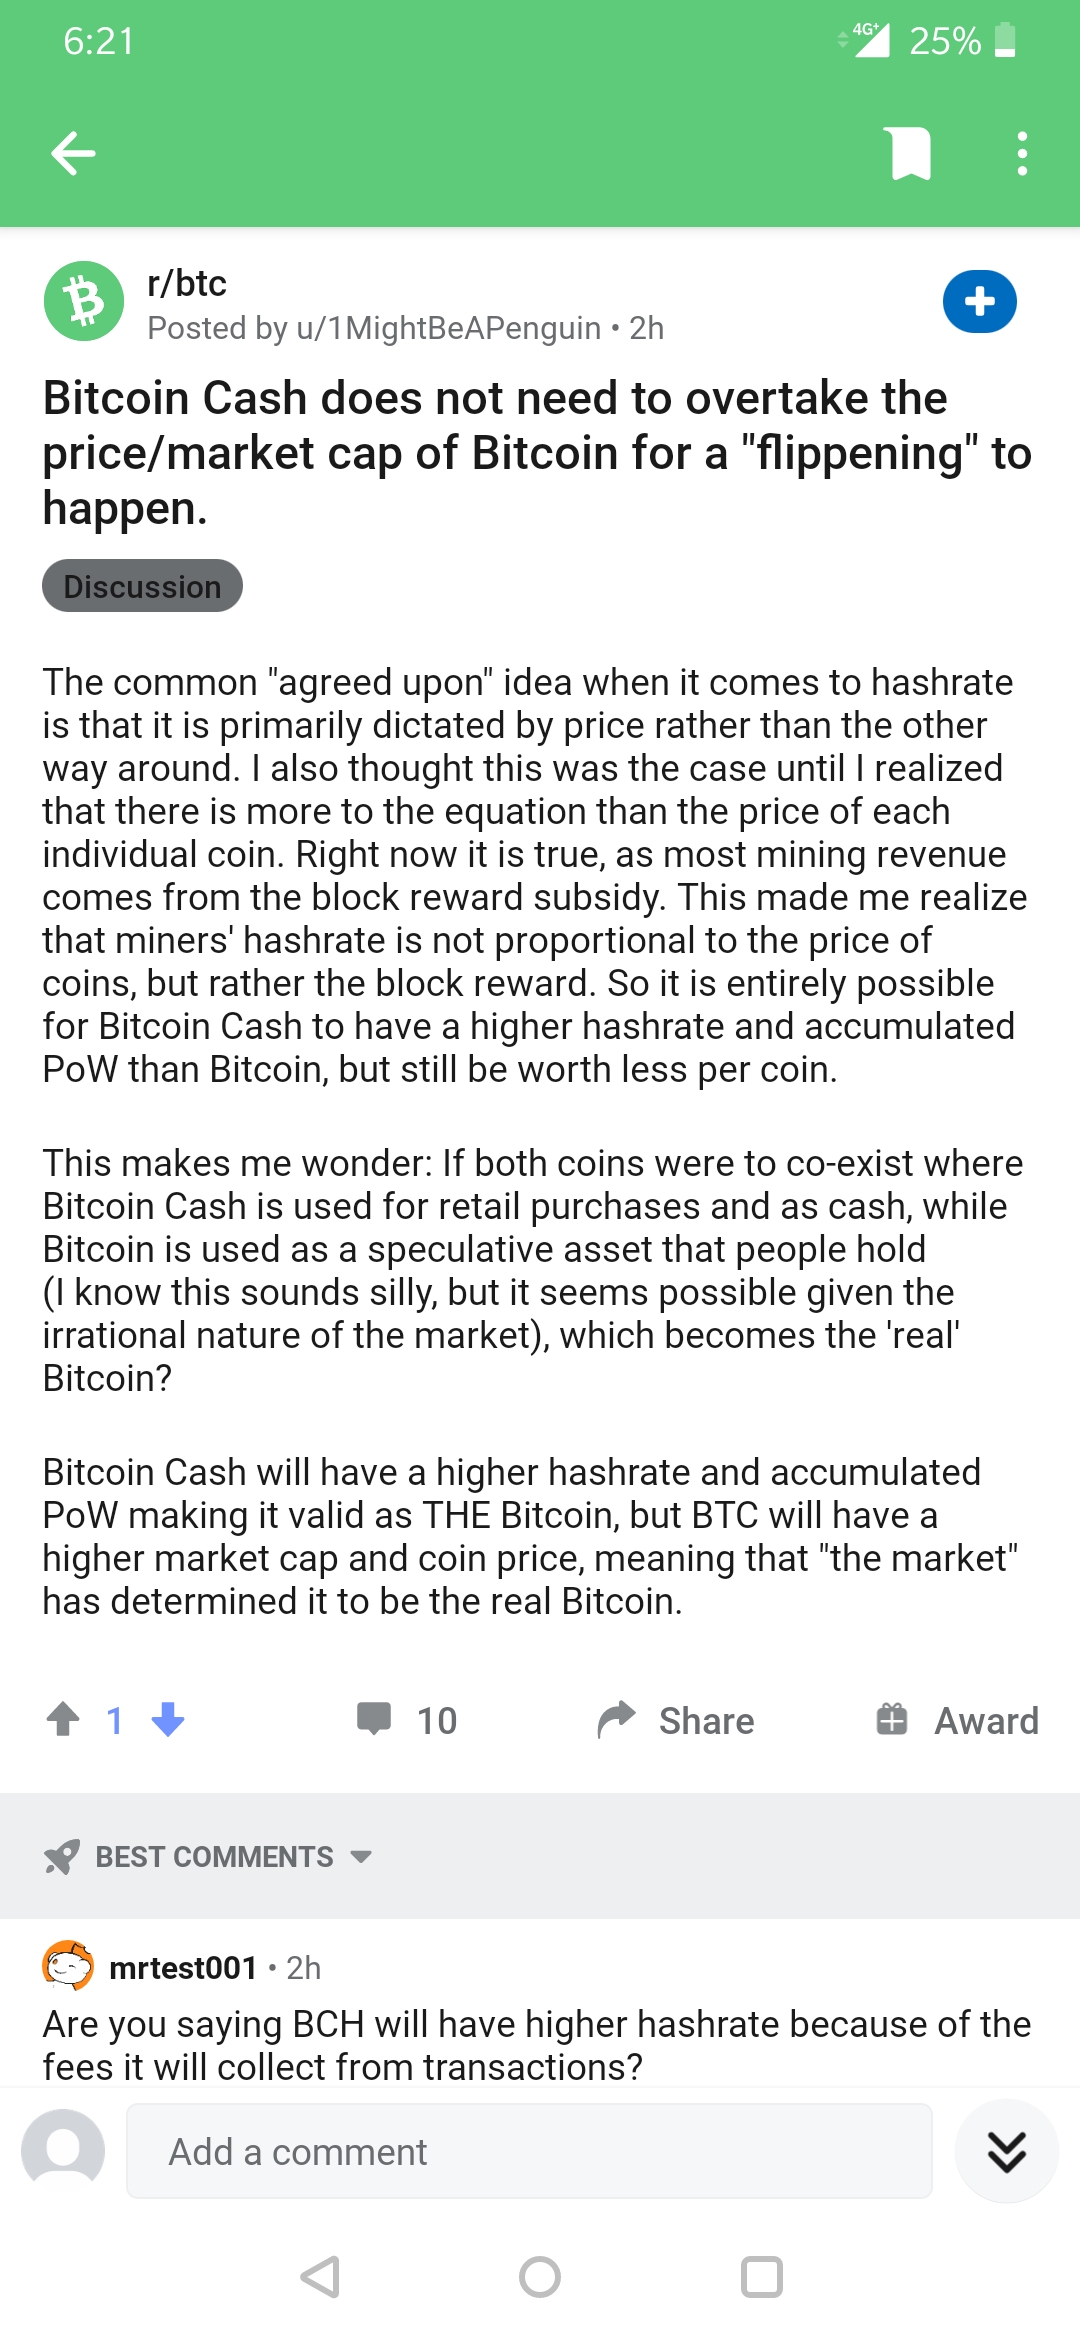 6:21
4G+ 25%
r/btc
Posted by u/1MightBeAPenguin • 2h
Bitcoin Cash does not need to overtake the
price/market cap of Bitcoin for a "flippening" to
happen.
Discussion
The common "agreed upon" idea when it comes to hashrate
is that it is primarily dictated by price rather than the other
way around. I also thought this was the case until I realized
that there is more to the equation than the price of each
individual coin. Right now it is true, as most mining revenue
comes from the block reward subsidy. This made me realize
that miners' hashrate is not proportional to the price of
coins, but rather the block reward. So it is entirely possible
for Bitcoin Cash to have a higher hashrate and accumulated
PoW than Bitcoin, but still be worth less per coin.
This makes me wonder: If both coins were to co-exist where
Bitcoin Cash is used for retail purchases and as cash, while
Bitcoin is used as a speculative asset that people hold
(I know this sounds silly, but it seems possible given the
irrational nature of the market), which becomes the 'real'
Bitcoin?
Bitcoin Cash will have a higher hashrate and accumulated
PoW making it valid as THE Bitcoin, but BTC will have a
higher market cap and coin price, meaning that "the market"
has determined it to be the real Bitcoin.
1 10 Share Award
BEST COMMENTS
mrtest001 • 2h
Are you saying BCH will have higher hashrate because of the
fees it will collect from transactions?
Add a comment